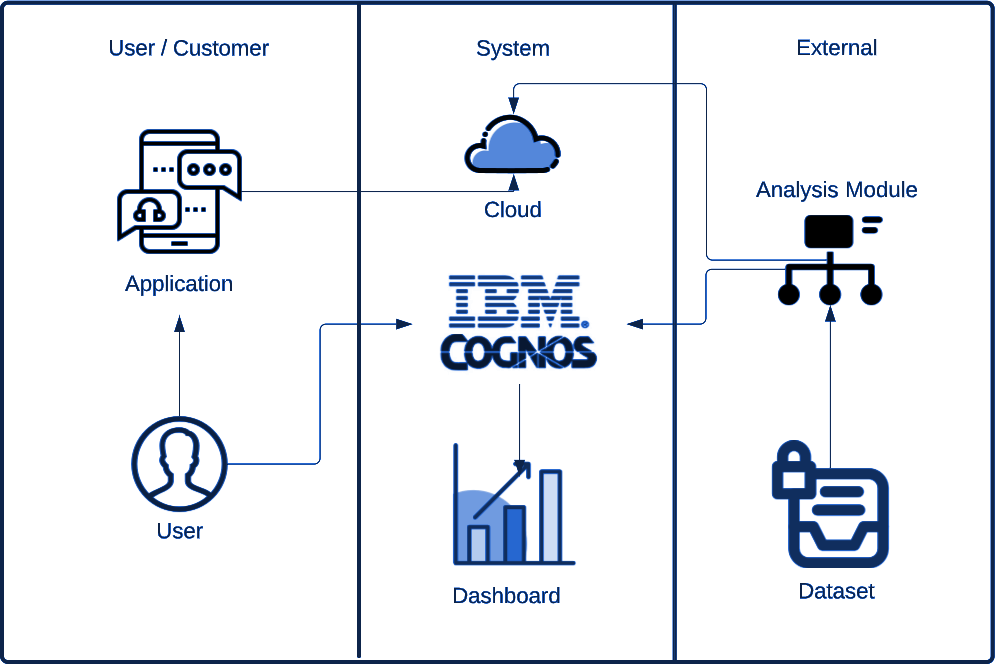 User / Customer
System
External
Analysis Module
Cloud
Application
IBM®
COGNOS
User
Dashboard
Dataset